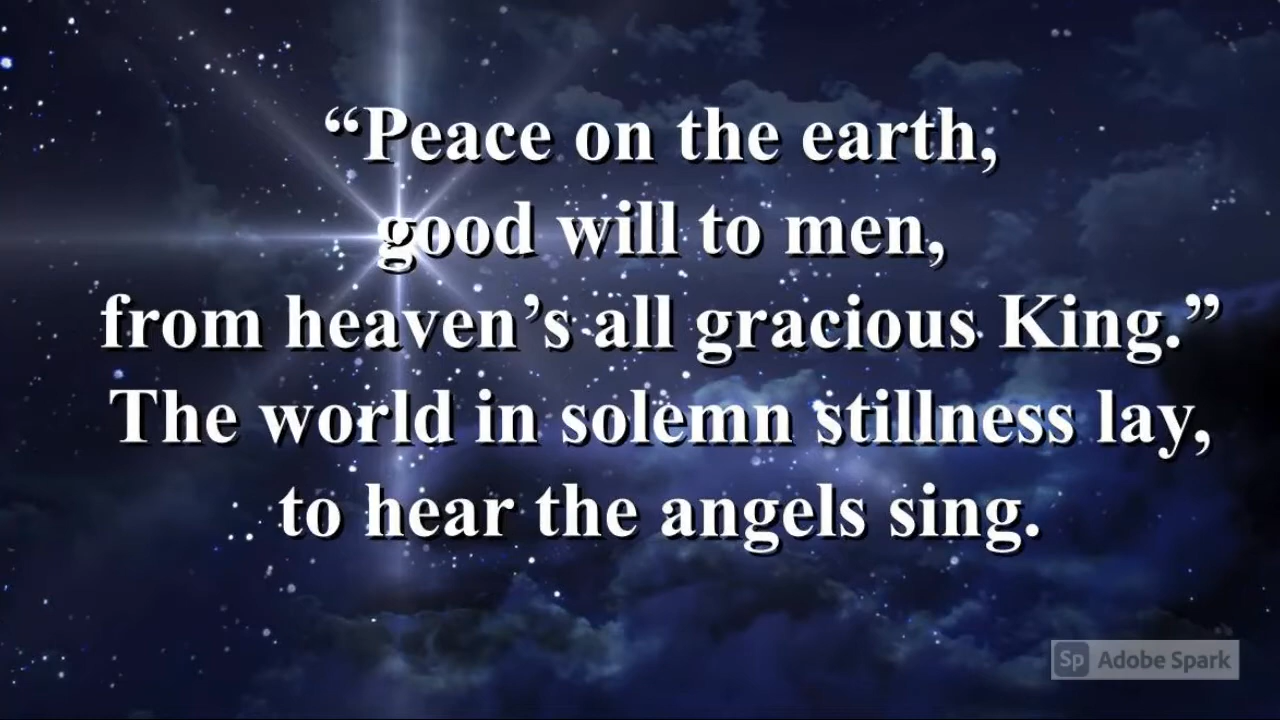 “Peace on the earth,
good will to men,
from heaven’s all gracious King.”
The world in solemn stillness lay,
to hear the angels sing.
Sp Adobe Spark